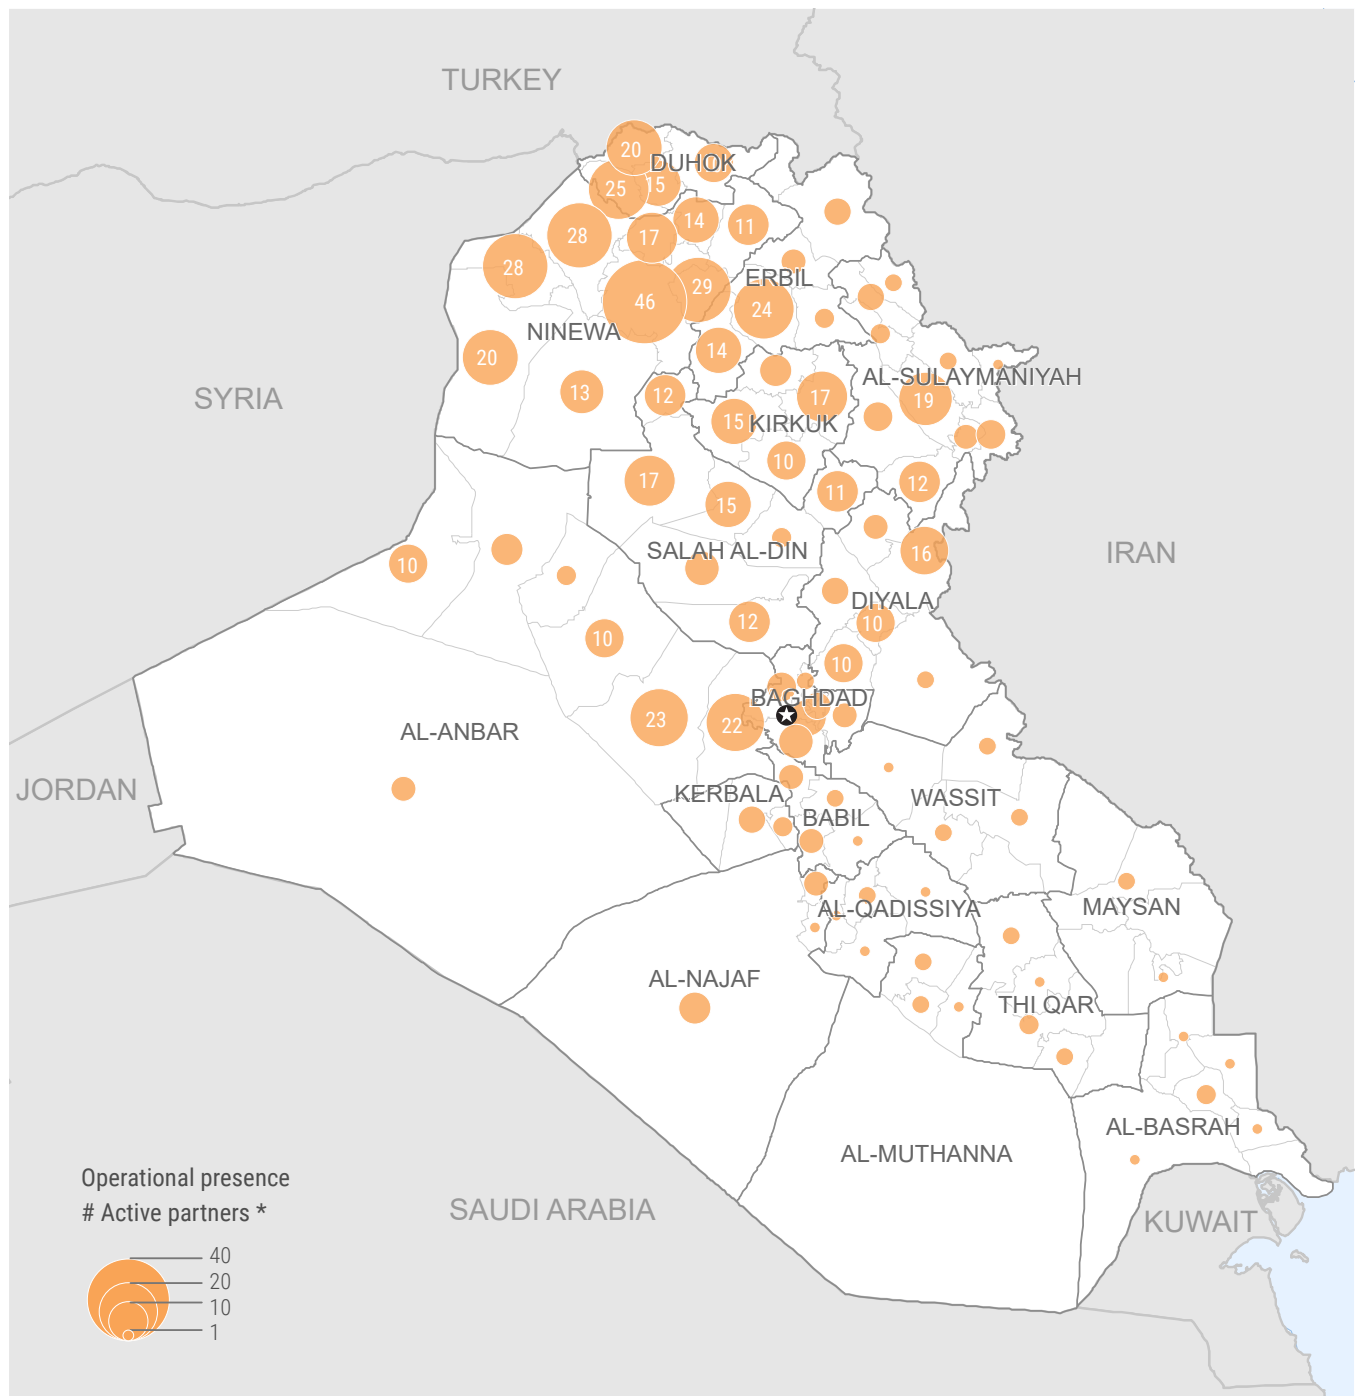 TURKEY
20
DUHOK
25
15
14
11
17
28
28
ERBIL
29
46
24
NINEWA
14
20
AL-SULAYMANIYAH
13
12
17
19
SYRIA
15
KIRKUK
10
17
11
12
15
SALAH AL-DIN
16
IRAN
10
DIYALA
12
10
10
10
BAGHDAD
23
22
AL-ANBAR
JORDAN
KERBALA
WASSIT
BABIL
AL-QADISSIYA
MAYSAN
AL-NAJAF
THI QAR
AL-BASRAH
AL-MUTHANNA
Operational presence
# Active partners *
SAUDI ARABIA
KUWAIT
40
20
10
1